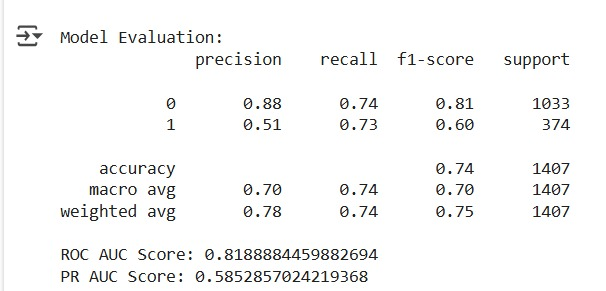 Model Evaluation:
precision recall f1-score support
0 0.88 0.74 0.81 1033
1 0.51 0.73 0.60 374
accuracy 0.74 1407
macro avg 0.70 0.74 0.70 1407
weighted avg 0.78 0.74 0.75 1407
ROC AUC Score: 0.8188884459882694
PR AUC Score: 0.5852857024219368